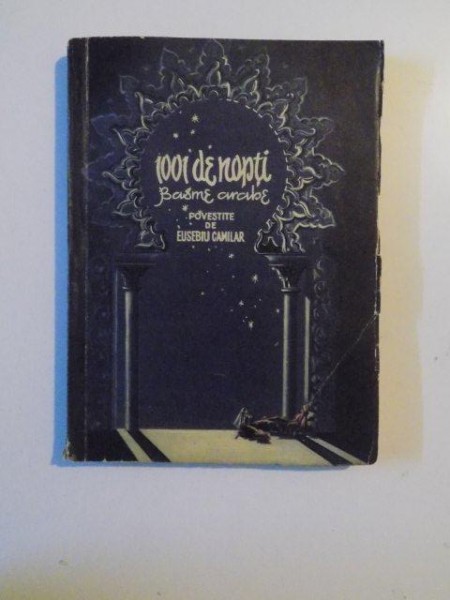 1001 de nopți
Basme arabe
POVESTITE
DE
EUSEBIU CAMILAR